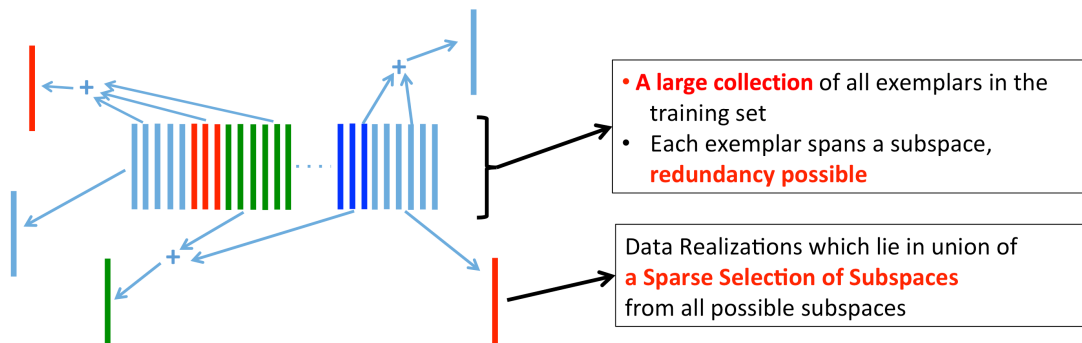 +
+
• A large collection of all exemplars in the
training set
• Each exemplar spans a subspace,
redundancy possible
. . . .
+
Data Realizations which lie in union of
a Sparse Selection of Subspaces
from all possible subspaces